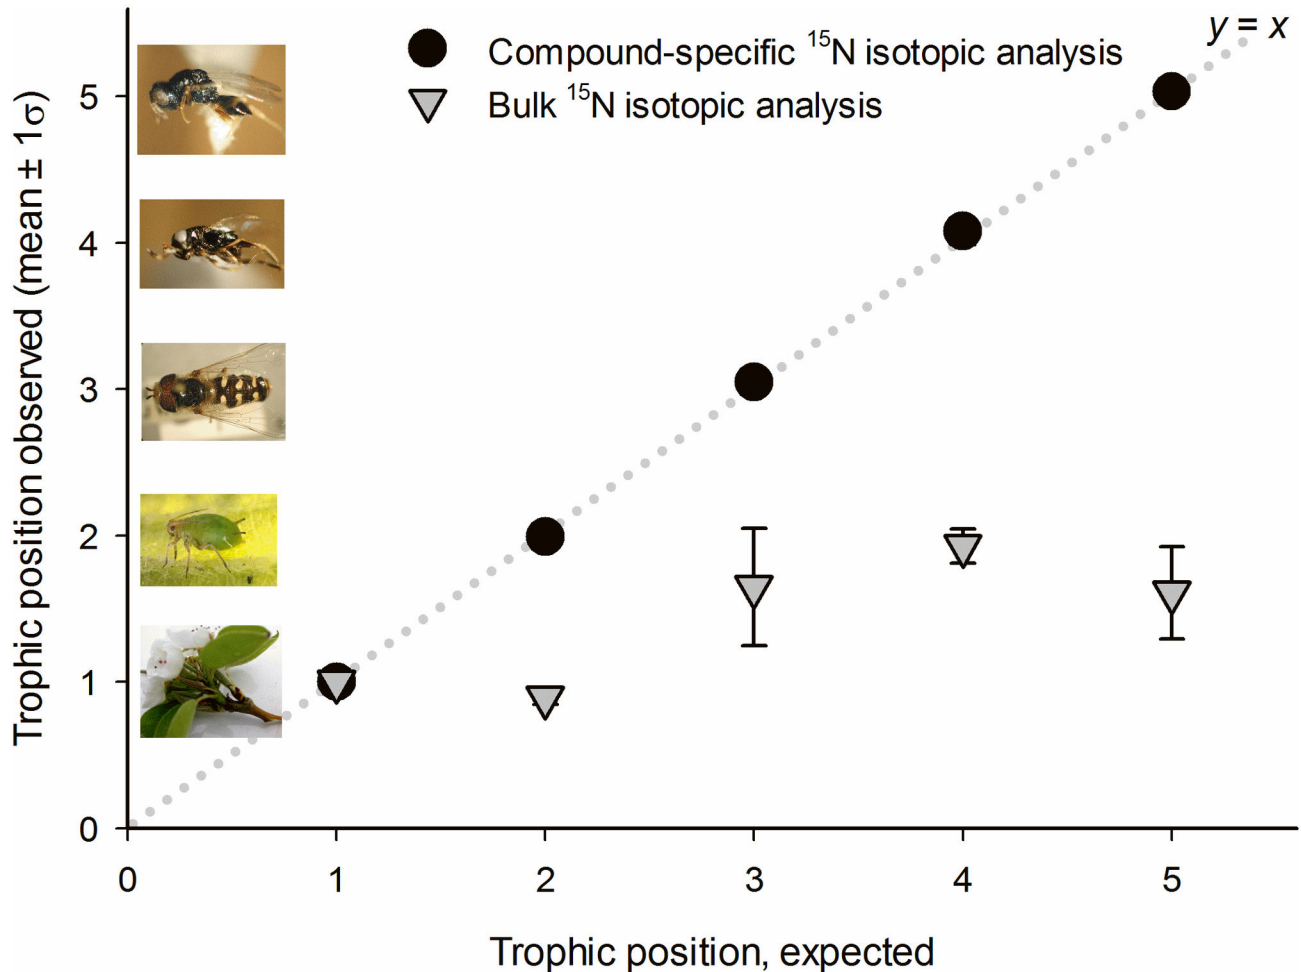 y = x
Compound-specific ¹⁵N isotopic analysis
Bulk ¹⁵N isotopic analysis
Trophic position observed (mean ± 1σ)
5
4
3
2
1
0
0 1 2 3 4 5
Trophic position, expected